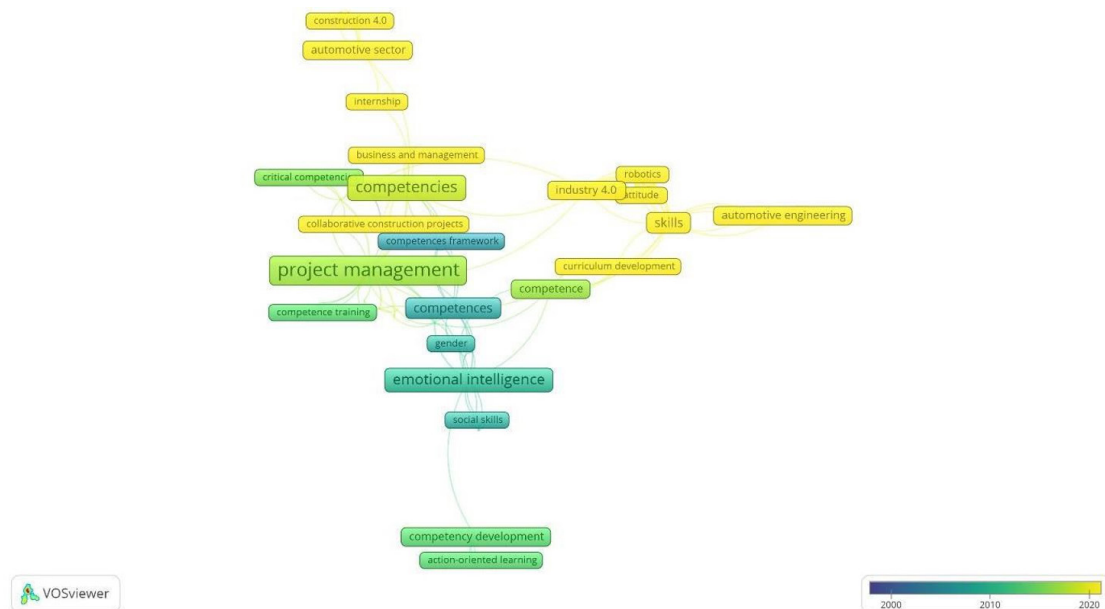 construction 4.0
automotive sector
internship
business and management
critical competencies
competencies
robotics
industry 4.0
attitude
skills
automotive engineering
collaborative construction projects
competences framework
project management
curriculum development
competence
competence training
competences
gender
emotional intelligence
social skills
competency development
action-oriented learning
VOSviewer
2000
2010
2020